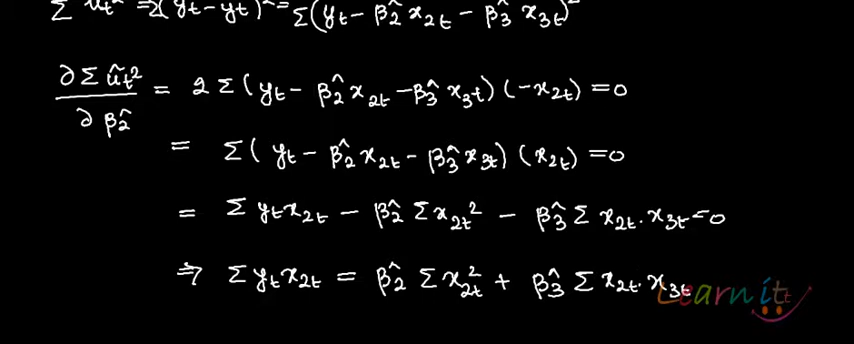 Σ ût² = Σ(yt − ŷt)² = Σ(yt − β̂2 x2t − β̂3 x3t)²
∂Σût²/∂β̂2 = 2 Σ(yt − β̂2 x2t − β̂3 x3t)(−x2t) = 0
= Σ(yt − β̂2 x2t − β̂3 x3t)(x2t) = 0
= Σ yt x2t − β̂2 Σ x2t² − β̂3 Σ x2t . x3t = 0
⇒ Σ yt x2t = β̂2 Σ x2t² + β̂3 Σ x2t . x3t
Learn itt